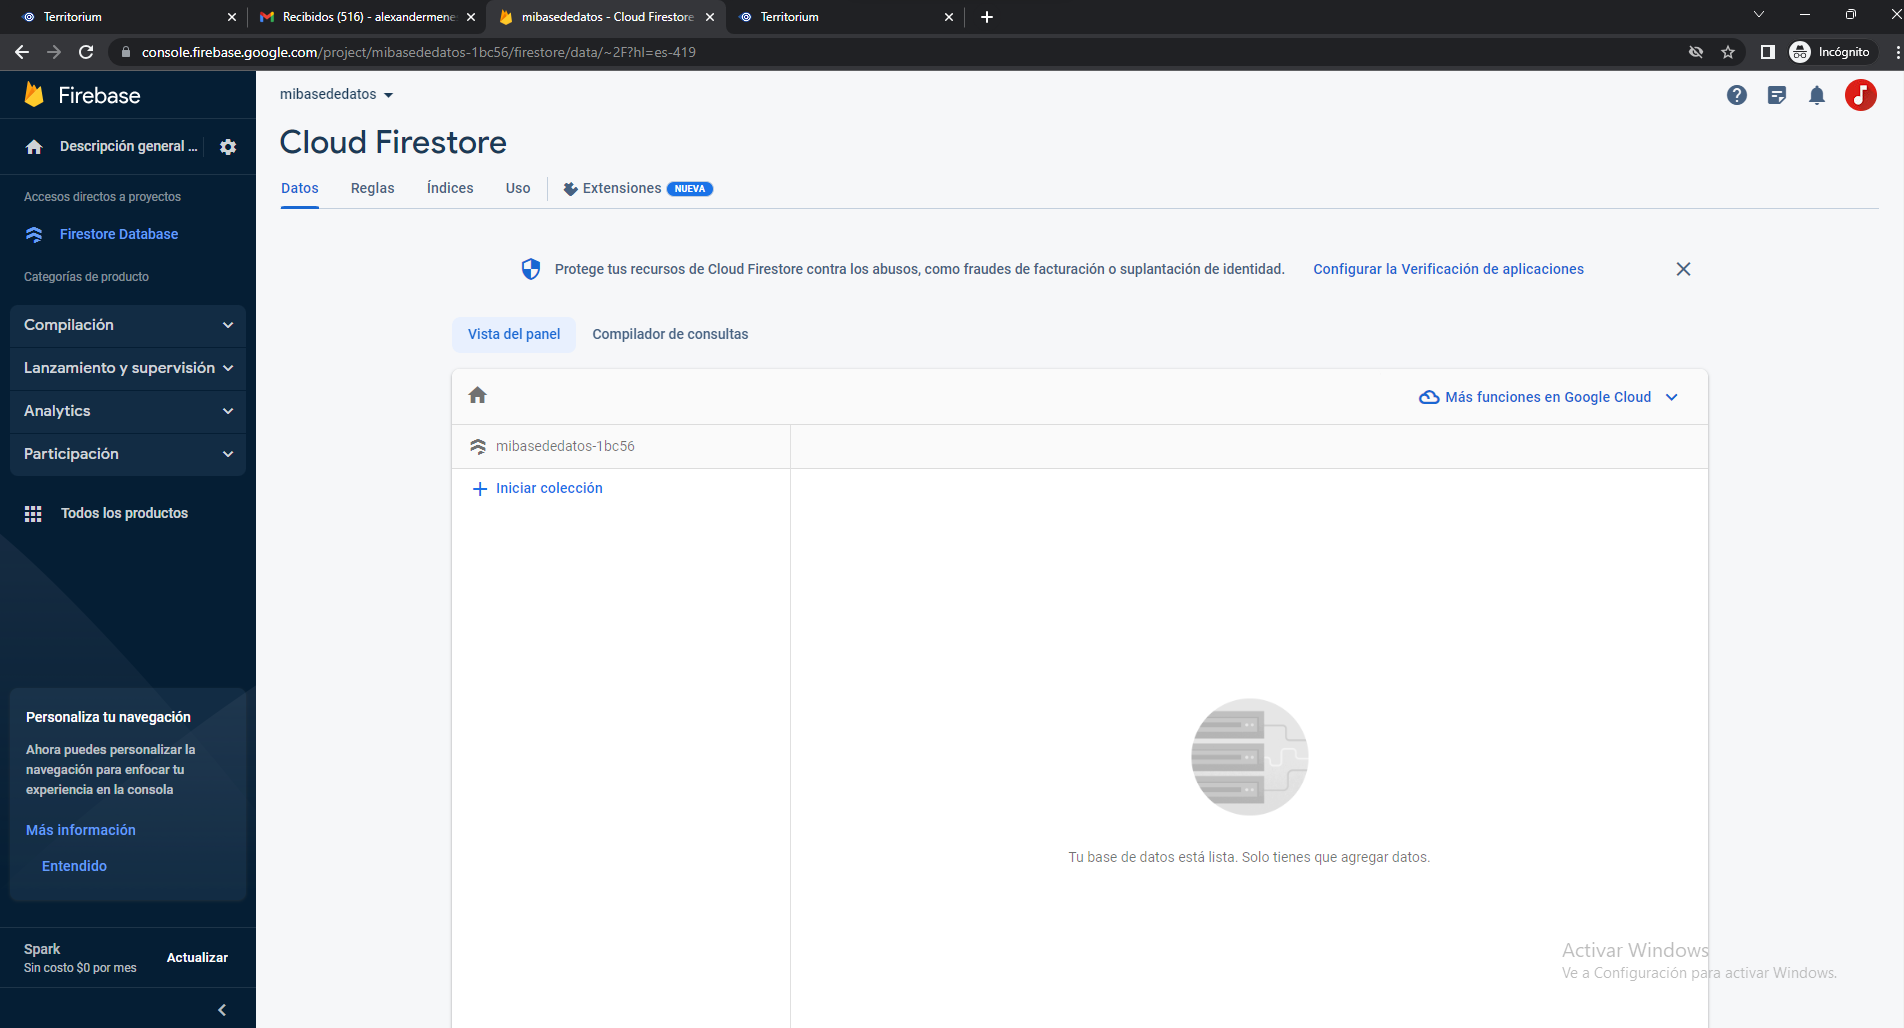 Territorium
Recibidos (516) - alexandermene
mibasededatos - Cloud Firestore
Territorium
console.firebase.google.com/project/mibasededatos-1bc56/firestore/data/~2F?hl=es-419
Incógnito
Firebase
mibasededatos
Cloud Firestore
Descripción general ...
Datos
Reglas
Índices
Uso
Extensiones
NUEVA
Accesos directos a proyectos
Firestore Database
Categorías de producto
Compilación
Lanzamiento y supervisión
Analytics
Participación
Todos los productos
Protege tus recursos de Cloud Firestore contra los abusos, como fraudes de facturación o suplantación de identidad.
Configurar la Verificación de aplicaciones
Vista del panel
Compilador de consultas
Más funciones en Google Cloud
mibasededatos-1bc56
Iniciar colección
Tu base de datos está lista. Solo tienes que agregar datos.
Personaliza tu navegación
Ahora puedes personalizar la
navegación para enfocar tu
experiencia en la consola
Más información
Entendido
Spark
Sin costo $0 por mes
Actualizar
Activar Windows
Ve a Configuración para activar Windows.